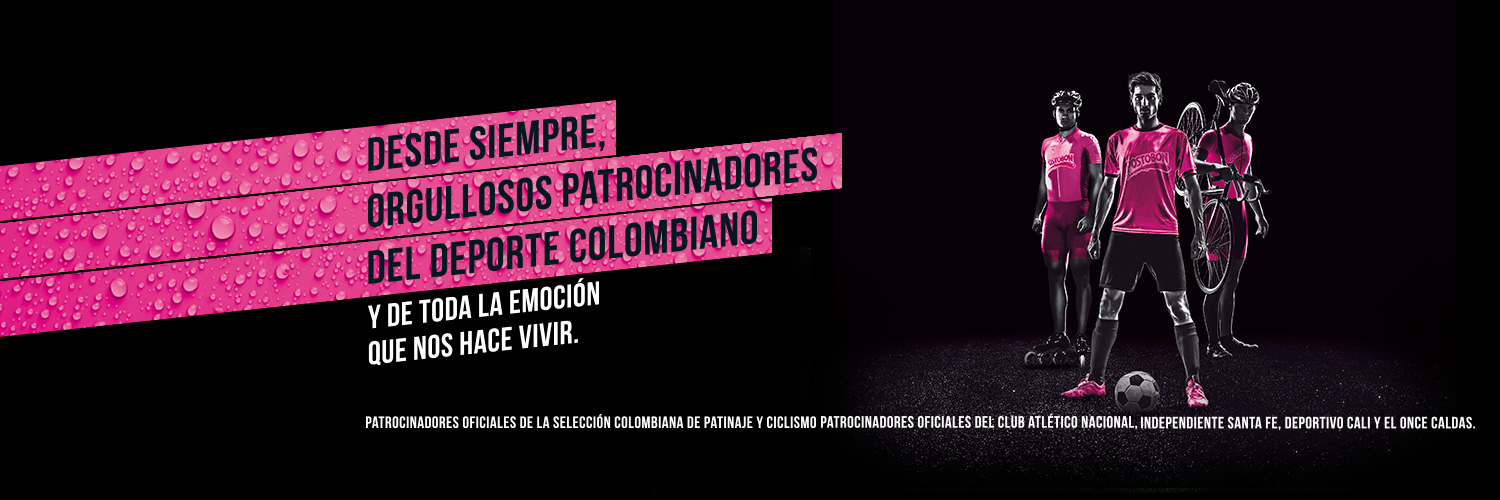 DESDE SIEMPRE,
ORGULLOSOS PATROCINADORES
DEL DEPORTE COLOMBIANO
Y DE TODA LA EMOCIÓN
QUE NOS HACE VIVIR.
POSTOBON
POSTOBON
PATROCINADORES OFICIALES DE LA SELECCIÓN COLOMBIANA DE PATINAJE Y CICLISMO PATROCINADORES OFICIALES DEL CLUB ATLÉTICO NACIONAL, INDEPENDIENTE SANTA FE, DEPORTIVO CALI Y EL ONCE CALDAS.